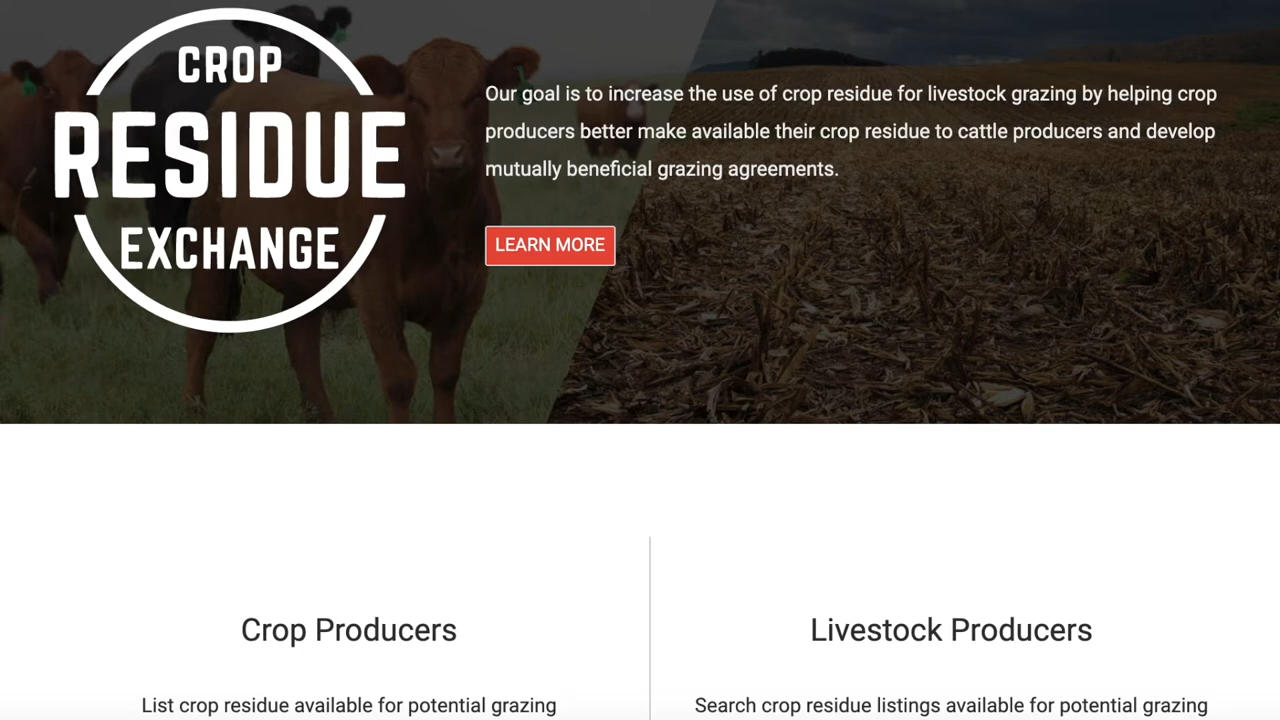 CROP
RESIDUE
EXCHANGE
Our goal is to increase the use of crop residue for livestock grazing by helping crop
producers better make available their crop residue to cattle producers and develop
mutually beneficial grazing agreements.
LEARN MORE
Crop Producers
List crop residue available for potential grazing
Livestock Producers
Search crop residue listings available for potential grazing